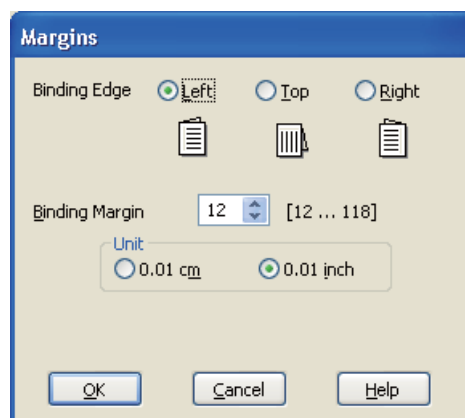 Margins
Binding Edge Left Top Right
Binding Margin 12 [12 ... 118]
Unit
0.01 cm 0.01 inch
OK Cancel Help